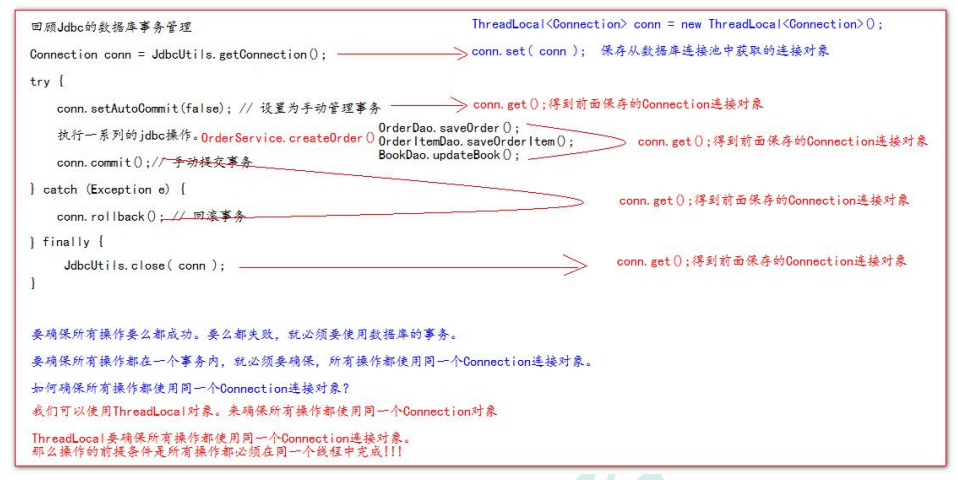 回顾Jdbc的数据库事务管理
ThreadLocal<Connection> conn = new ThreadLocal<Connection>();
Connection conn = JdbcUtils.getConnection();
conn.set( conn ); 保存从数据库连接池中获取的连接对象
try {
conn.setAutoCommit(false); // 设置为手动管理事务
conn.get();得到前面保存的Connection连接对象
执行一系列的jdbc操作。OrderService.createOrder()
OrderDao.saveOrder();
OrderItemDao.saveOrderItem();
BookDao.updateBook();
conn.get();得到前面保存的Connection连接对象
conn.commit();// 手动提交事务
} catch (Exception e) {
conn.rollback();// 回滚事务
conn.get();得到前面保存的Connection连接对象
} finally {
JdbcUtils.close( conn );
conn.get();得到前面保存的Connection连接对象
}
要确保所有操作要么都成功。要么都失败，就必须要使用数据库的事务。
要确保所有操作都在一个事务内，就必须要确保，所有操作都使用同一个Connection连接对象。
如何确保所有操作都使用同一个Connection连接对象？
我们可以使用ThreadLocal对象。来确保所有操作都使用同一个Connection对象
ThreadLocal要确保所有操作都使用同一个Connection连接对象。
那么操作的前提条件是所有操作都必须在同一个线程中完成!!!